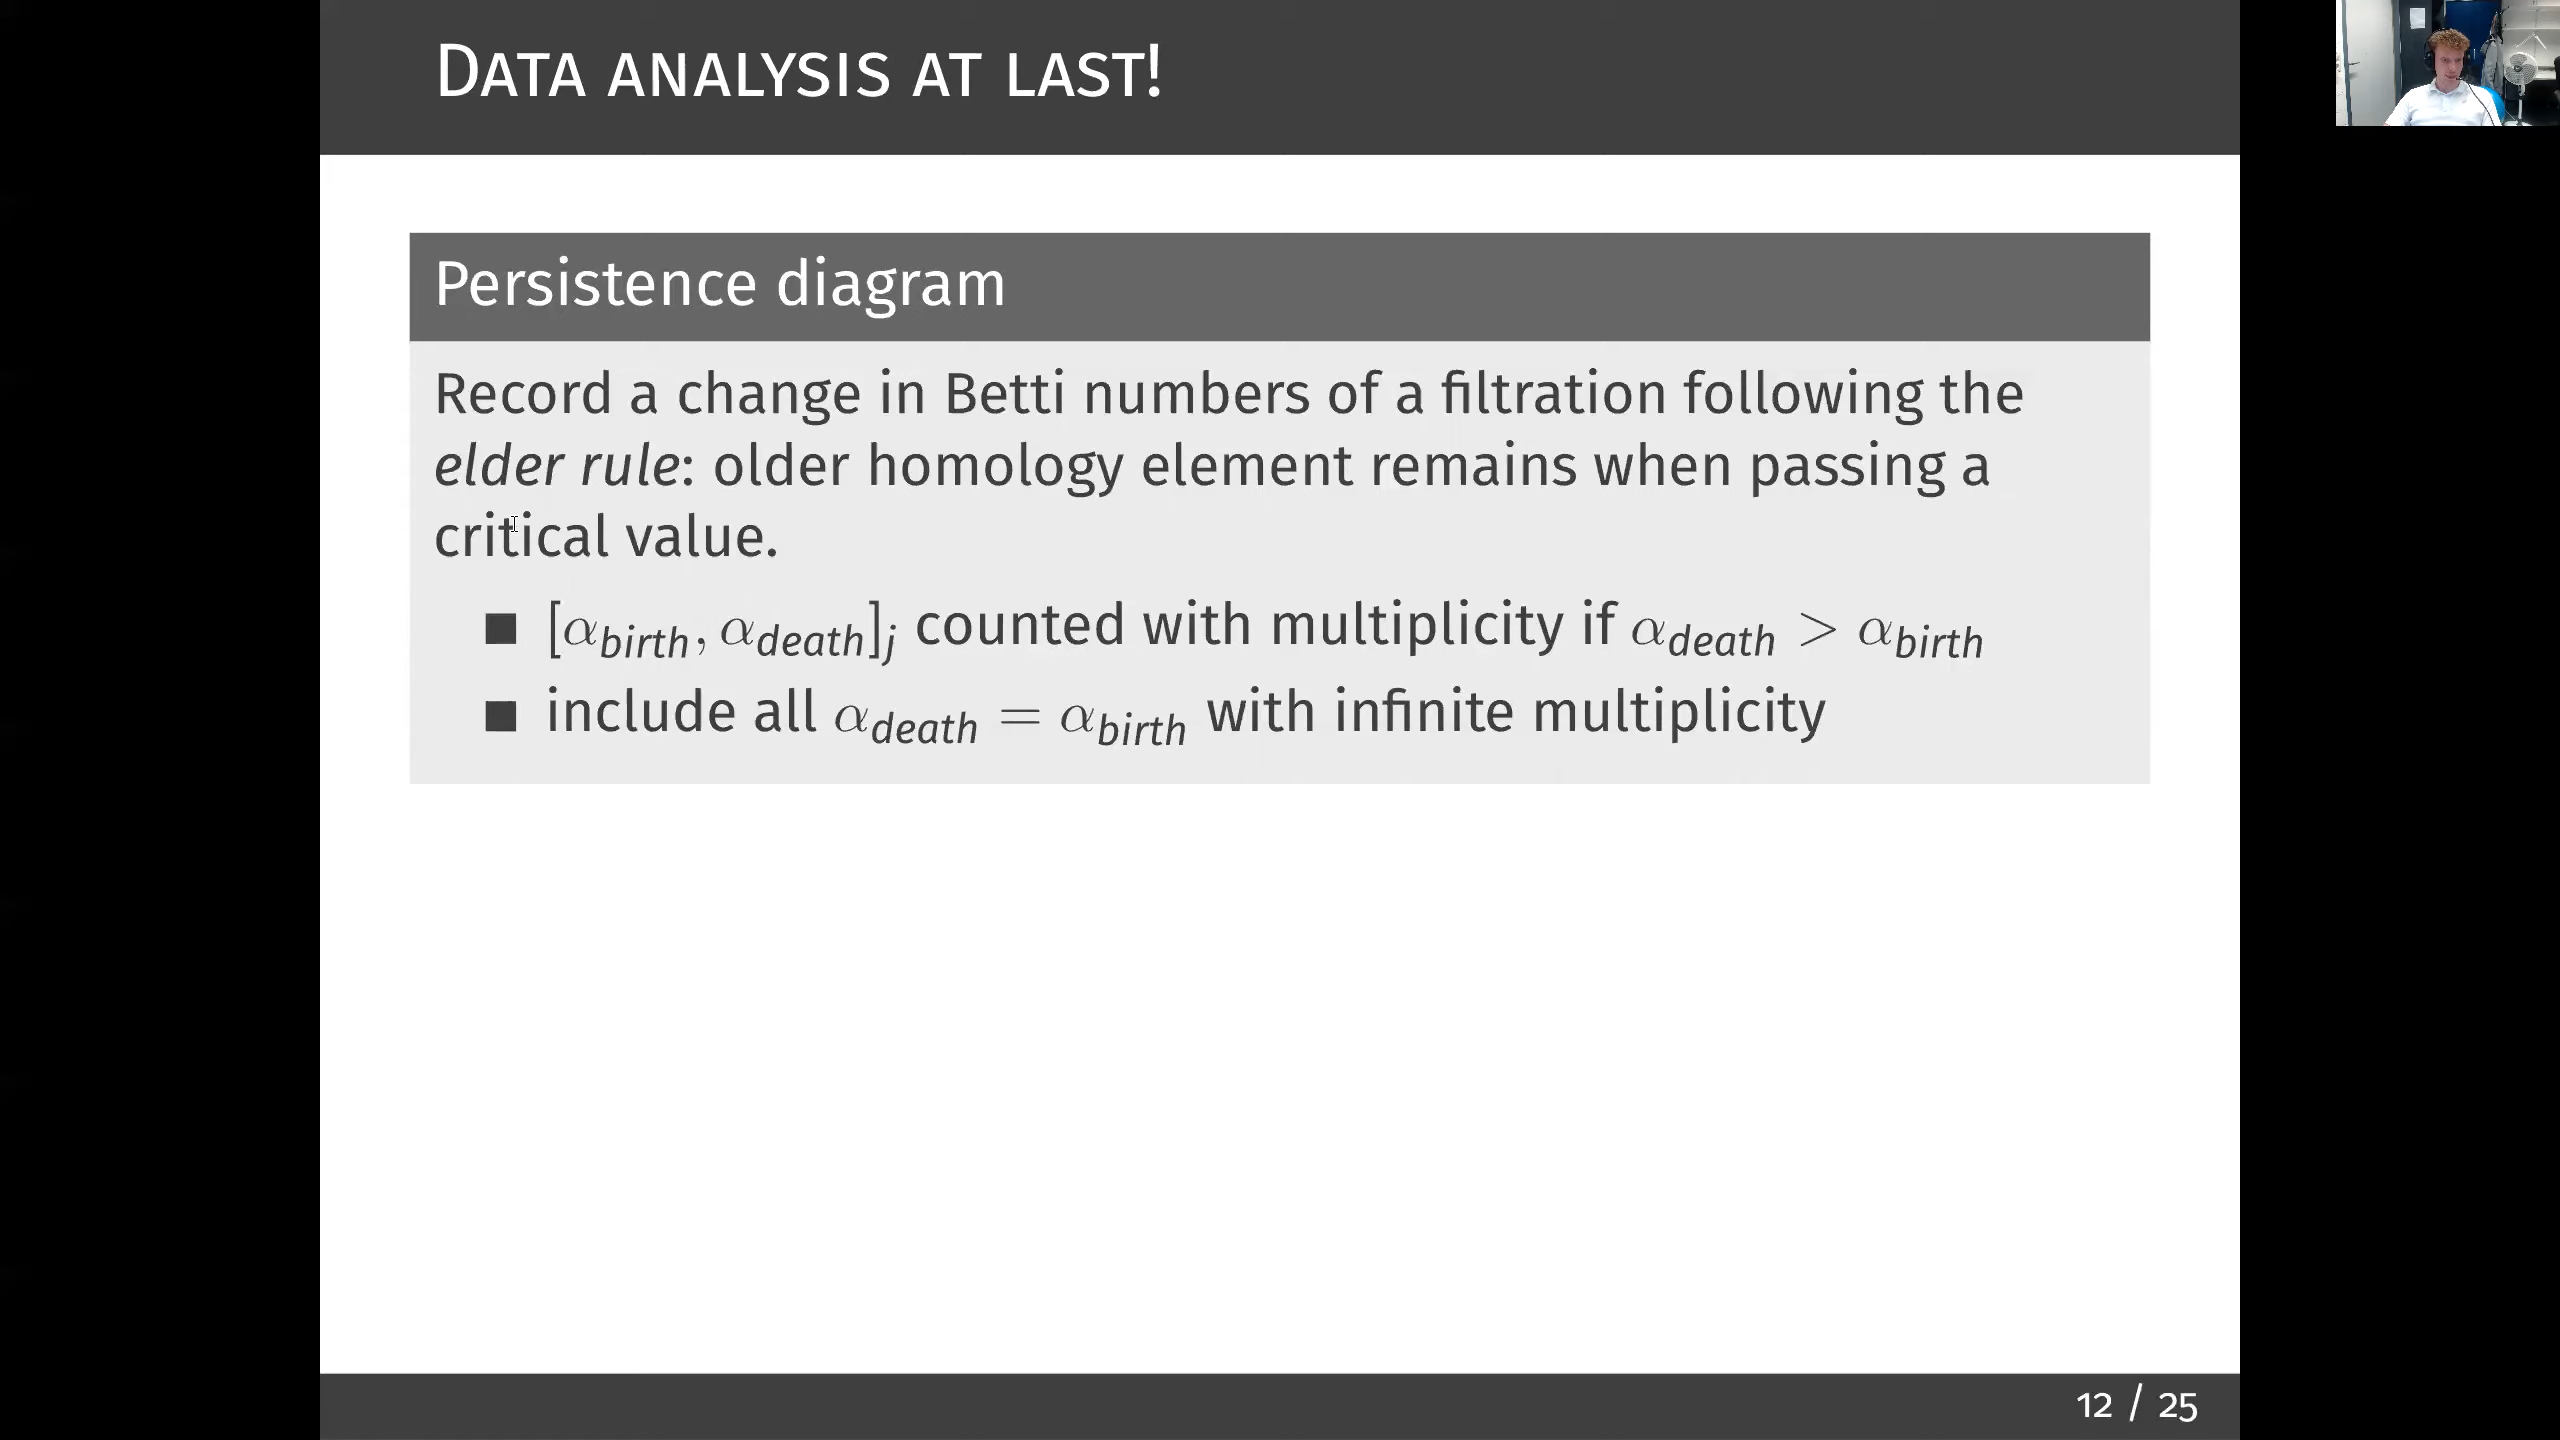 DATA ANALYSIS AT LAST!
Persistence diagram
Record a change in Betti numbers of a filtration following the
elder rule: older homology element remains when passing a
critical value.
■ [α_birth, α_death]_j counted with multiplicity if α_death > α_birth
■ include all α_death = α_birth with infinite multiplicity
12 / 25